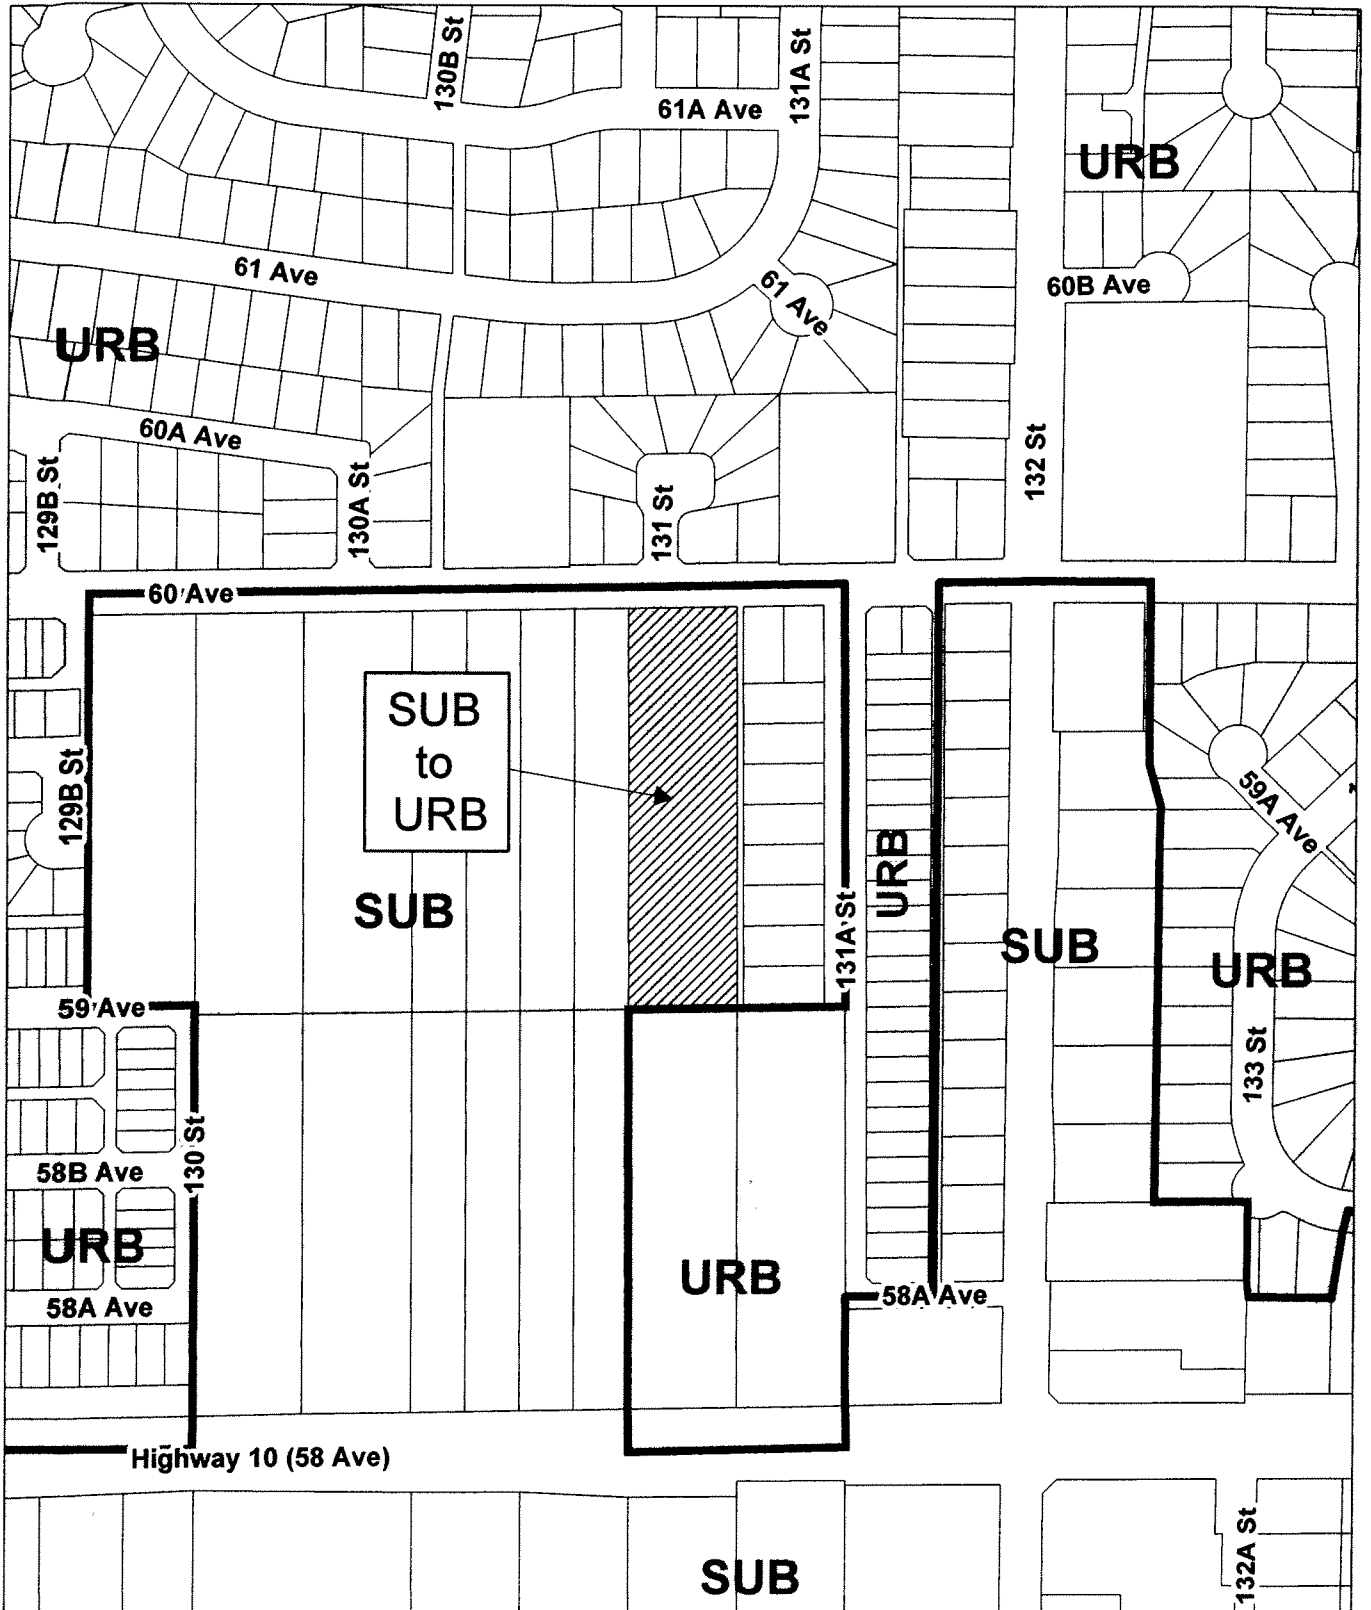 130B St
131A St
61A Ave
URB
61 Ave
61 Ave
60B Ave
URB
60A Ave
129B St
130A St
131 St
132 St
60 Ave
SUB
to
URB
129B St
59A Ave
URB
SUB
131A St
SUB
URB
59 Ave
133 St
130 St
58B Ave
URB
URB
58A Ave
58A Ave
Highway 10 (58 Ave)
132A St
SUB